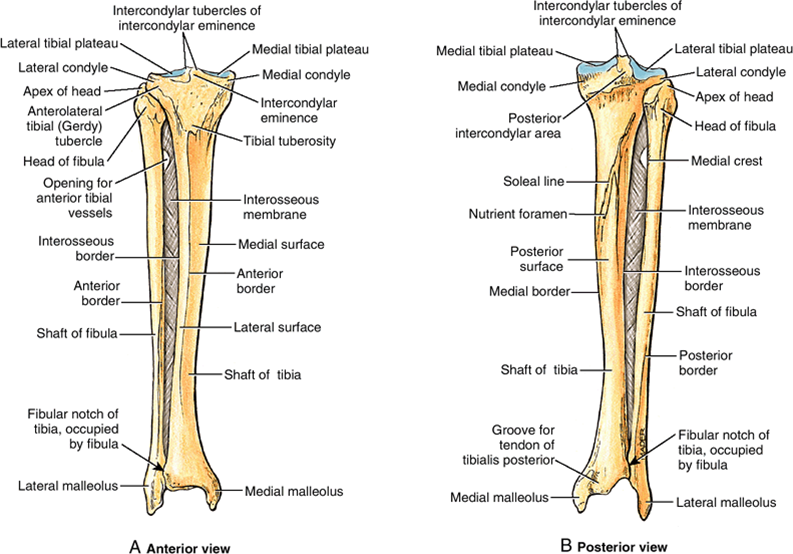 Intercondylar tubercles of
intercondylar eminence
Lateral tibial plateau
Lateral condyle
Apex of head
Anterolateral
tibial (Gerdy)
tubercle
Head of fibula
Opening for
anterior tibial
vessels
Interosseous
border
Anterior
border
Shaft of fibula
Fibular notch of
tibia, occupied
by fibula
Lateral malleolus
Medial tibial plateau
Medial condyle
Intercondylar
eminence
Tibial tuberosity
Interosseous
membrane
Medial surface
Anterior
border
Lateral surface
Shaft of tibia
Medial malleolus
A Anterior view
Intercondylar tubercles of
intercondylar eminence
Medial tibial plateau
Medial condyle
Posterior
intercondylar area
Soleal line
Nutrient foramen
Posterior
surface
Medial border
Shaft of tibia
Groove for
tendon of
tibialis posterior
Medial malleolus
Lateral tibial plateau
Lateral condyle
Apex of head
Head of fibula
Medial crest
Interosseous
membrane
Interosseous
border
Shaft of fibula
Posterior
border
Fibular notch of
tibia, occupied
by fibula
Lateral malleolus
B Posterior view